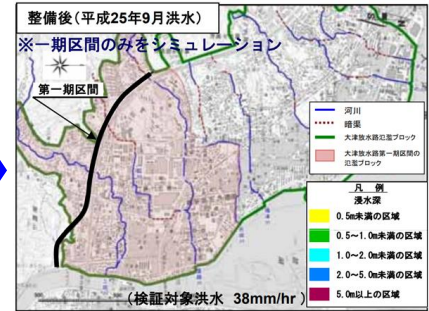 整備後（平成25年9月洪水）
※一期区間のみをシミュレーション
第一期区間
河川
暗渠
大津放水路氾濫ブロック
大津放水路第一期区間の
氾濫ブロック
凡 例
浸水深
0.5m未満の区域
0.5～1.0m未満の区域
1.0～2.0m未満の区域
2.0～5.0m未満の区域
5.0m以上の区域
（検証対象洪水 38mm/hr）